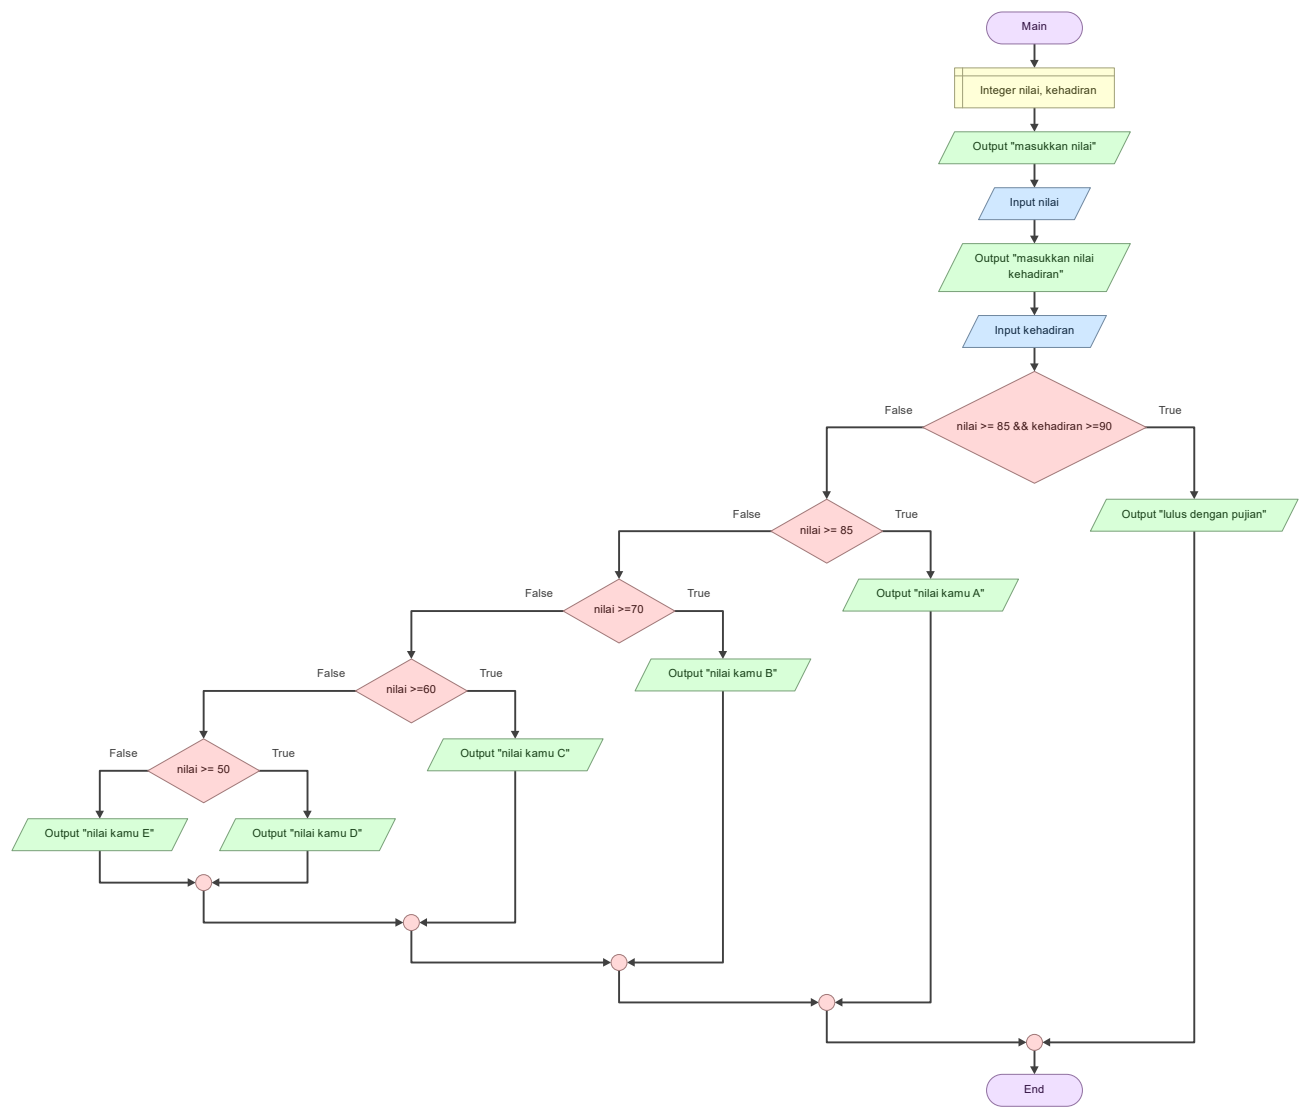 Main
Integer nilai, kehadiran
Output "masukkan nilai"
Input nilai
Output "masukkan nilai
kehadiran"
Input kehadiran
False
True
nilai >= 85 && kehadiran >=90
False
True
Output "lulus dengan pujian"
nilai >= 85
False
True
Output "nilai kamu A"
nilai >=70
False
True
Output "nilai kamu B"
nilai >=60
False
True
Output "nilai kamu C"
nilai >= 50
Output "nilai kamu E"
Output "nilai kamu D"
End